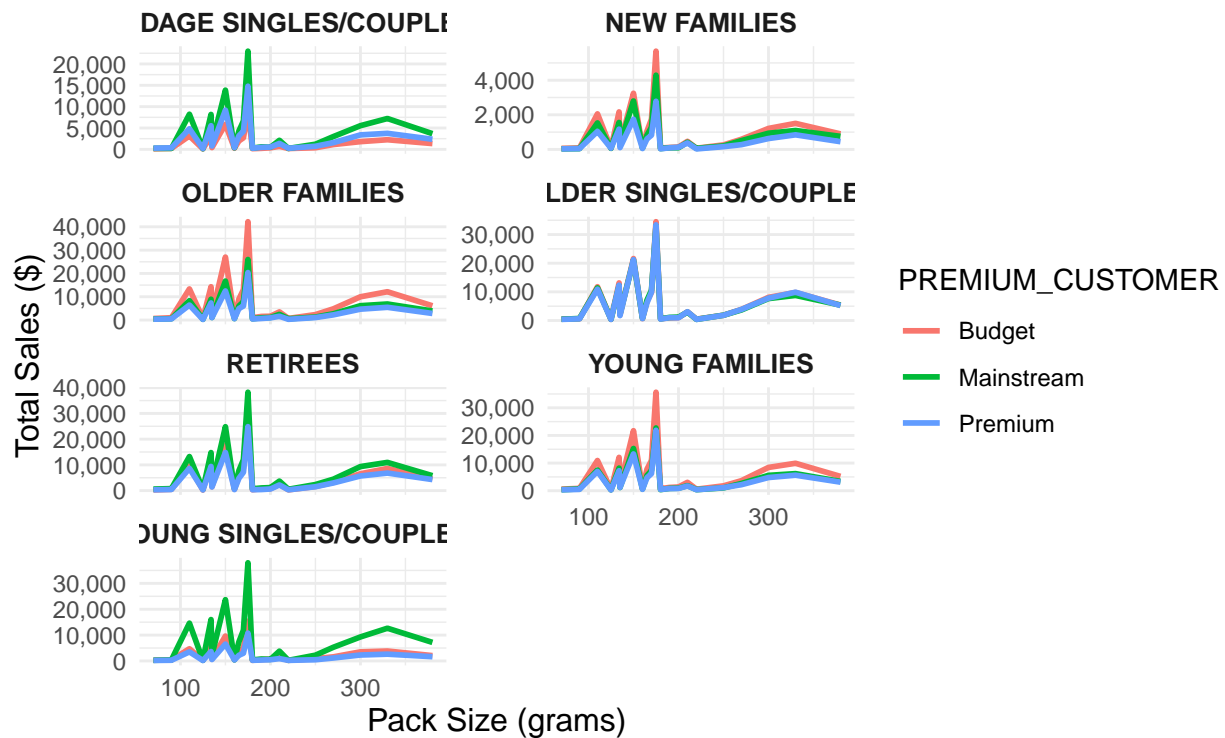 DAGE SINGLES/COUPLE
NEW FAMILIES
20,000
15,000
10,000
5,000
0
4,000
2,000
0
OLDER FAMILIES
LDER SINGLES/COUPLE
40,000
30,000
20,000
10,000
0
30,000
20,000
10,000
0
RETIREES
YOUNG FAMILIES
40,000
30,000
20,000
10,000
0
30,000
20,000
10,000
0
100
200
300
OUNG SINGLES/COUPLE
30,000
20,000
10,000
0
100
200
300
Total Sales ($)
Pack Size (grams)
PREMIUM_CUSTOMER
Budget
Mainstream
Premium